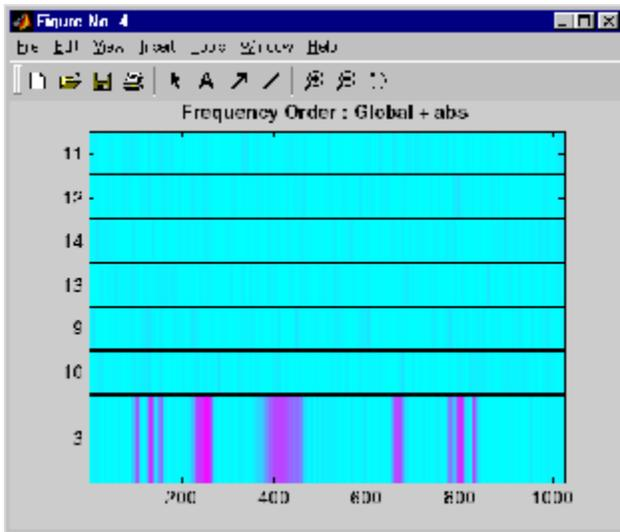 Figure No. 4
File Edit View Insert Tools Window Help
A
Frequency Order : Global + abs
11
12
14
13
9
10
3
200 400 600 800 1000